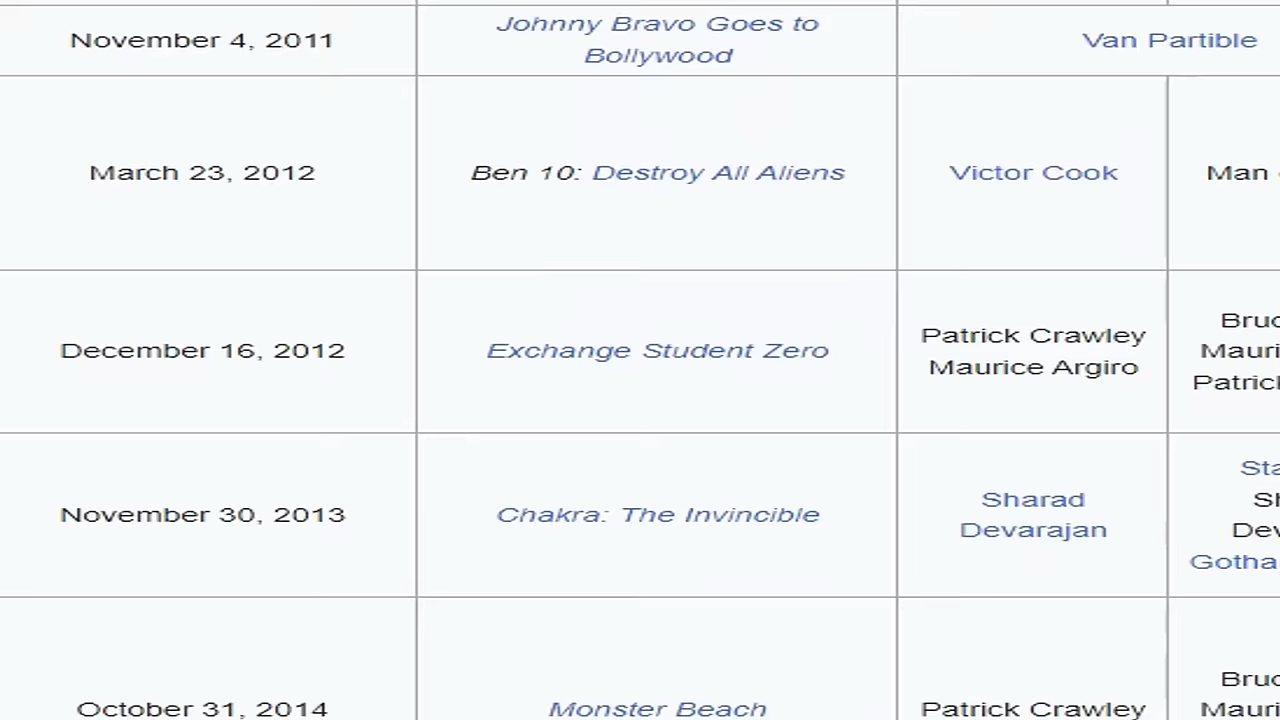 November 4, 2011
Johnny Bravo Goes to
Bollywood
Van Partible
March 23, 2012
Ben 10: Destroy All Aliens
Victor Cook
Man
December 16, 2012
Exchange Student Zero
Patrick Crawley
Maurice Argiro
November 30, 2013
Chakra: The Invincible
Sharad
Devarajan
October 31, 2014
Monster Beach
Patrick Crawley